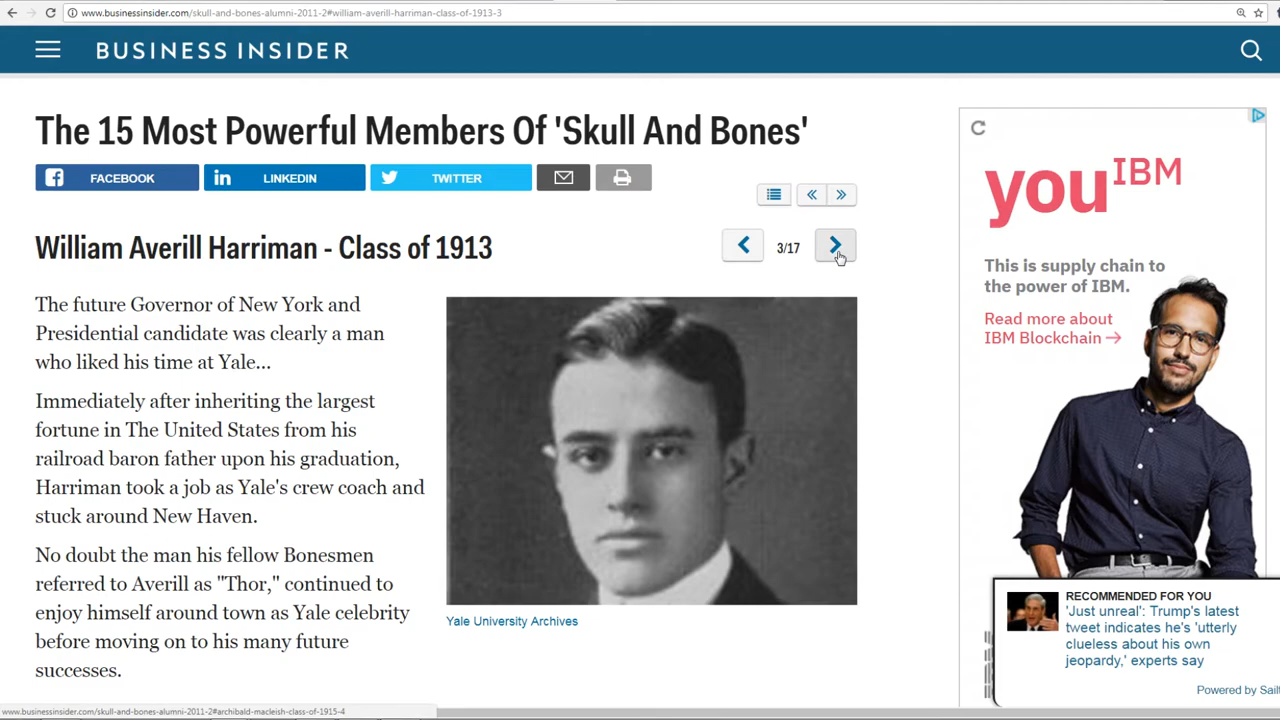 www.businessinsider.com/skull-and-bones-alumni-2011-2#william-averill-harriman-class-of-1913-3
BUSINESS INSIDER
The 15 Most Powerful Members Of 'Skull And Bones'
FACEBOOK
LINKEDIN
TWITTER
William Averill Harriman - Class of 1913
3/17
The future Governor of New York and
Presidential candidate was clearly a man
who liked his time at Yale...
Immediately after inheriting the largest
fortune in The United States from his
railroad baron father upon his graduation,
Harriman took a job as Yale's crew coach and
stuck around New Haven.
No doubt the man his fellow Bonesmen
referred to Averill as "Thor," continued to
enjoy himself around town as Yale celebrity
before moving on to his many future
successes.
Yale University Archives
youIBM
This is supply chain to
the power of IBM.
Read more about
IBM Blockchain →
RECOMMENDED FOR YOU
'Just unreal': Trump's latest
tweet indicates he's 'utterly
clueless about his own
jeopardy,' experts say
Powered by Sail
www.businessinsider.com/skull-and-bones-alumni-2011-2#archibald-macleish-class-of-1915-4